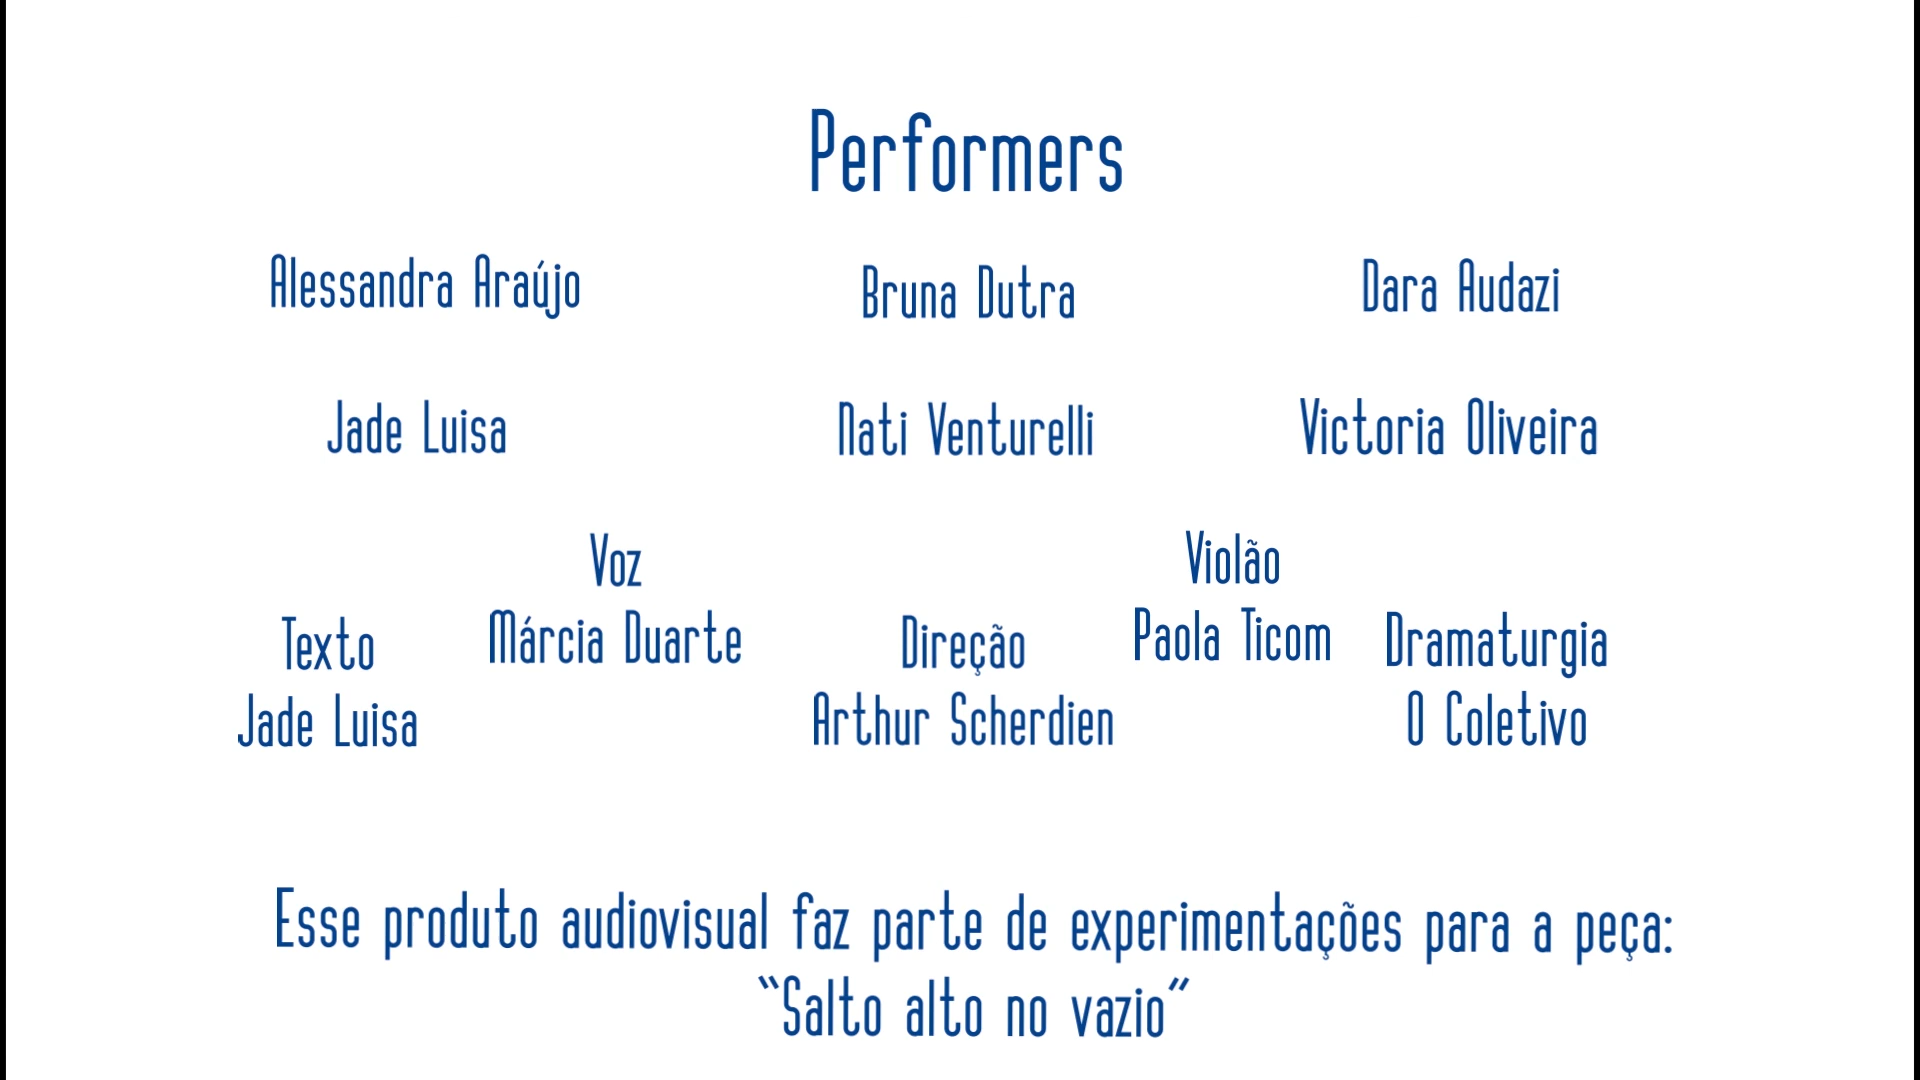 Performers
Alessandra Araújo
Bruna Dutra
Dara Audazi
Jade Luisa
Nati Venturelli
Victoria Oliveira
Voz
Márcia Duarte
Violão
Paola Ticom
Texto
Jade Luisa
Direção
Arthur Scherdien
Dramaturgia
O Coletivo
Esse produto audiovisual faz parte de experimentações para a peça:
“Salto alto no vazio”